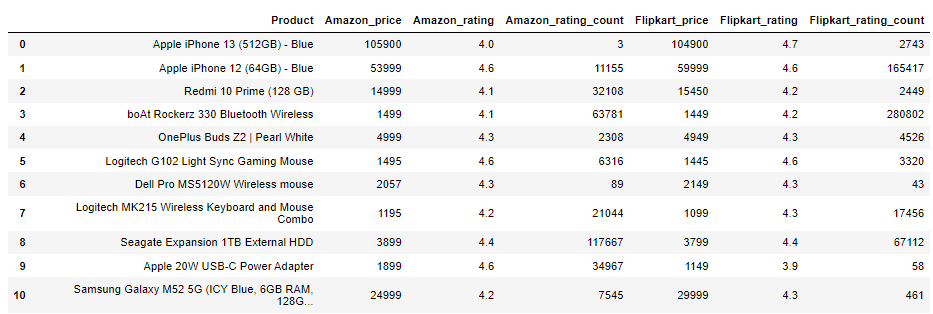 Product Amazon_price Amazon_rating Amazon_rating_count Flipkart_price Flipkart_rating Flipkart_rating_count
0 Apple iPhone 13 (512GB) - Blue 105900 4.0 3 104900 4.7 2743
1 Apple iPhone 12 (64GB) - Blue 53999 4.6 11155 59999 4.6 165417
2 Redmi 10 Prime (128 GB) 14999 4.1 32108 15450 4.2 2449
3 boAt Rockerz 330 Bluetooth Wireless 1499 4.1 63781 1449 4.2 280802
4 OnePlus Buds Z2 | Pearl White 4999 4.3 2308 4949 4.3 4526
5 Logitech G102 Light Sync Gaming Mouse 1495 4.6 6316 1445 4.6 3320
6 Dell Pro MS5120W Wireless mouse 2057 4.3 89 2149 4.3 43
7 Logitech MK215 Wireless Keyboard and Mouse
Combo 1195 4.2 21044 1099 4.3 17456
8 Seagate Expansion 1TB External HDD 3899 4.4 117667 3799 4.4 67112
9 Apple 20W USB-C Power Adapter 1899 4.6 34967 1149 3.9 58
10 Samsung Galaxy M52 5G (ICY Blue, 6GB RAM,
128G... 24999 4.2 7545 29999 4.3 461